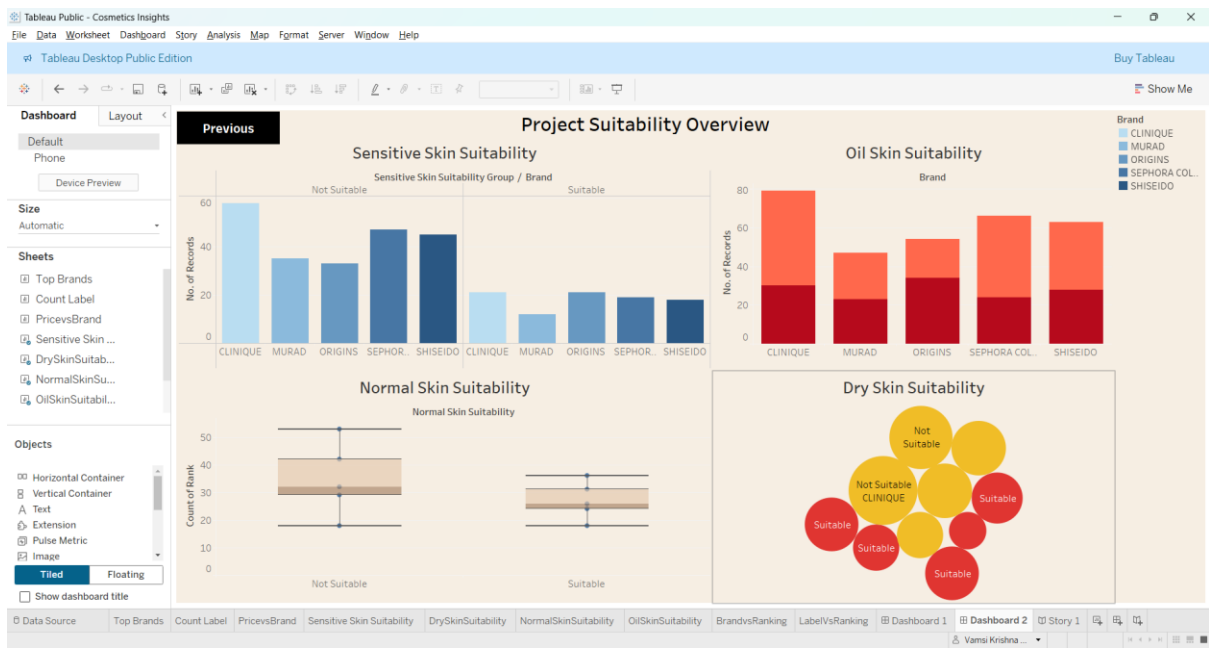 Tableau Public - Cosmetics Insights
File Data Worksheet Dashboard Story Analysis Map Format Server Window Help
Tableau Desktop Public Edition
Buy Tableau
Show Me
Dashboard Layout
Default
Phone
Device Preview
Size
Automatic
Sheets
Top Brands
Count Label
PricevsBrand
Sensitive Skin ...
DrySkinSuitab...
NormalSkinSu...
OilSkinSuitabil...
Objects
Horizontal Container
Vertical Container
Text
Extension
Pulse Metric
Image
Tiled Floating
Show dashboard title
Previous
Project Suitability Overview
Sensitive Skin Suitability
Sensitive Skin Suitability Group / Brand
Not Suitable Suitable
No. of Records
60
40
20
0
CLINIQUE MURAD ORIGINS SEPHOR.. SHISEIDO CLINIQUE MURAD ORIGINS SEPHOR.. SHISEIDO
Oil Skin Suitability
Brand
No. of Records
80
60
40
20
0
CLINIQUE MURAD ORIGINS SEPHORA COL.. SHISEIDO
Brand
CLINIQUE
MURAD
ORIGINS
SEPHORA COL..
SHISEIDO
Normal Skin Suitability
Normal Skin Suitability
Count of Rank
50
40
30
20
10
0
Not Suitable Suitable
Dry Skin Suitability
Not
Suitable
Not Suitable
CLINIQUE
Suitable
Suitable
Suitable
Suitable
Data Source Top Brands Count Label PricevsBrand Sensitive Skin Suitability DrySkinSuitability NormalSkinSuitability OilSkinSuitability BrandvsRanking LabelVsRanking Dashboard 1 Dashboard 2 Story 1
Vamsi Krishna ...